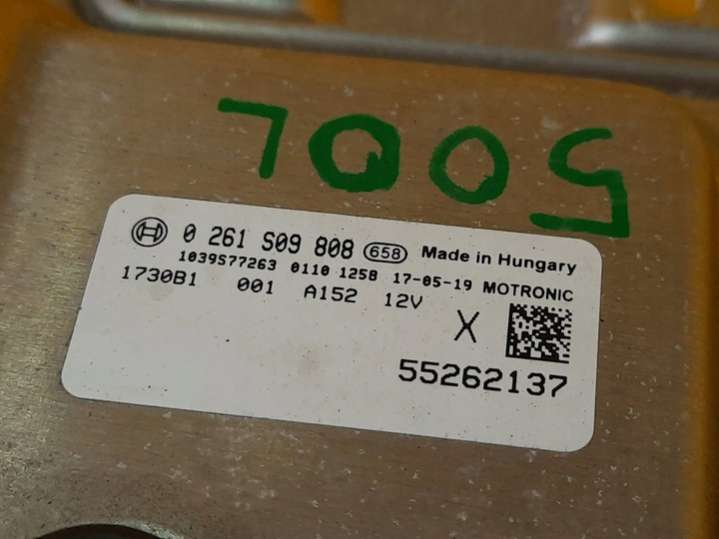 500L
0 261 S09 808 658 Made in Hungary
1039S77263 0110 1258 17-05-19 MOTRONIC
1730B1 001 A152 12V
X
55262137